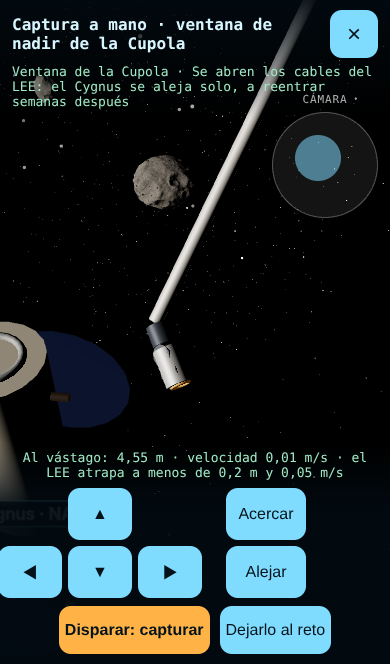 Captura a mano · ventana de
nadir de la Cupola
✕
Ventana de la Cupola · Se abren los cables del
LEE: el Cygnus se aleja solo, a reentrar
semanas después
CÁMARA ·
Al vástago: 4,55 m · velocidad 0,01 m/s · el
LEE atrapa a menos de 0,2 m y 0,05 m/s
▲
Acercar
◀ ▼ ▶
Alejar
Disparar: capturar
Dejarlo al reto